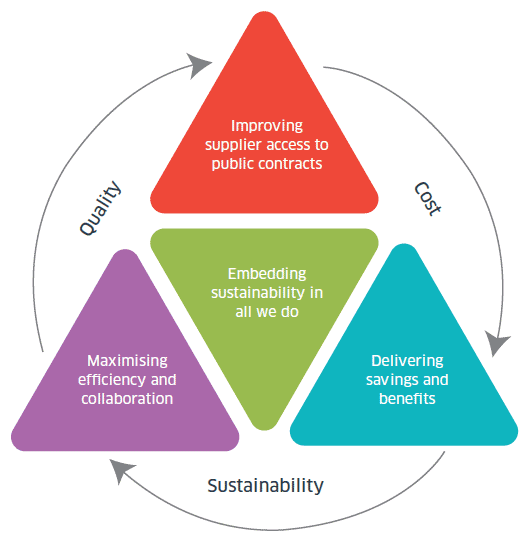 Improving
supplier access to
public contracts
Quality
Cost
Embedding
sustainability in
all we do
Maximising
efficiency and
collaboration
Delivering
savings and
benefits
Sustainability